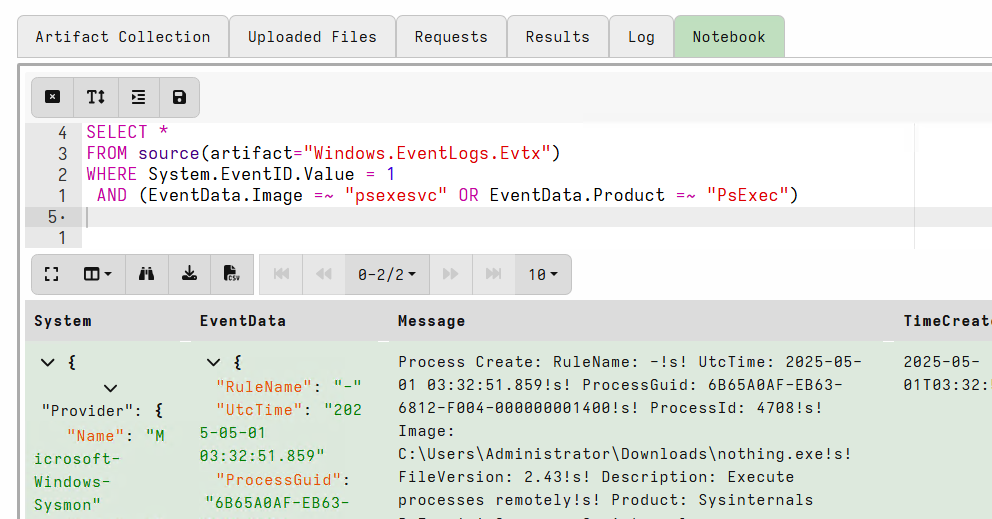 Artifact Collection Uploaded Files Requests Results Log Notebook
4 SELECT *
3 FROM source(artifact="Windows.EventLogs.Evtx")
2 WHERE System.EventID.Value = 1
1 AND (EventData.Image =~ "psexesvc" OR EventData.Product =~ "PsExec")
5·
1
CSV 0-2/2 10
System EventData Message
{
"Provider": {
"Name": "M
icrosoft-
Windows-
Sysmon"
{
"RuleName": "-"
"UtcTime": "202
5-05-01
03:32:51.859"
"ProcessGuid":
"6B65A0AF-EB63-
Process Create: RuleName: -!s! UtcTime: 2025-05-
01 03:32:51.859!s! ProcessGuid: 6B65A0AF-EB63-
6812-F004-000000001400!s! ProcessId: 4708!s!
Image:
C:\Users\Administrator\Downloads\nothing.exe!s!
FileVersion: 2.43!s! Description: Execute
processes remotely!s! Product: Sysinternals
2025-05-
01T03:32: